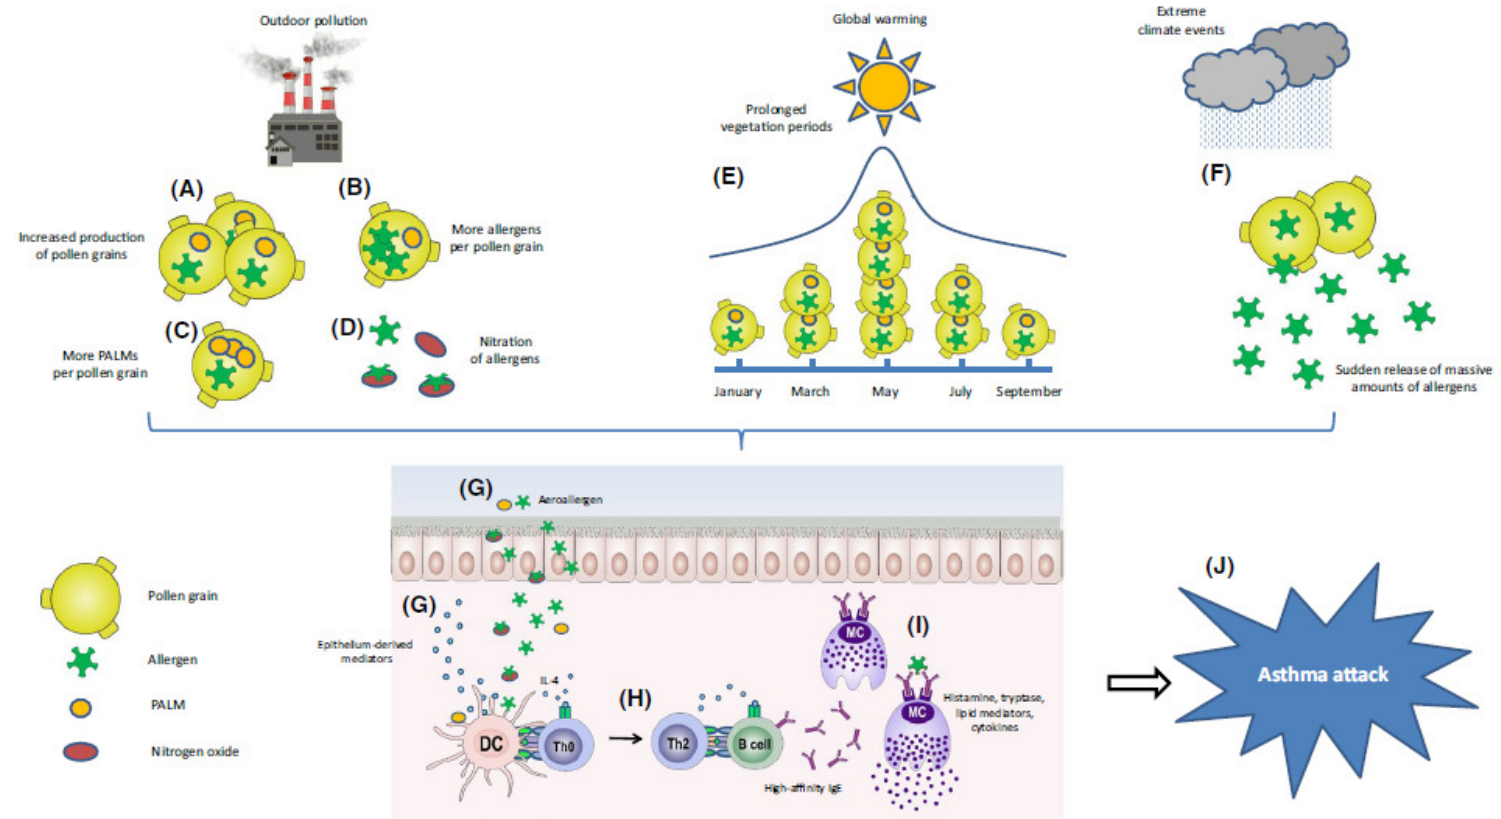 Outdoor pollution
Global warming
Extreme
climate events
Prolonged
vegetation periods
(A)
(B)
(E)
(F)
Increased production
of pollen grains
More allergens
per pollen grain
(C)
(D)
More PALMs
per pollen grain
Nitration
of allergens
January
March
May
July
September
Sudden release of massive
amounts of allergens
(G)
Aeroallergen
Pollen grain
Allergen
PALM
Nitrogen oxide
(G)
Epithelium-derived
mediators
IL-4
DC
Th0
(H)
Th2
B cell
High-affinity IgE
MC
(I)
MC
Histamine, tryptase,
lipid mediators,
cytokines
(J)
Asthma attack